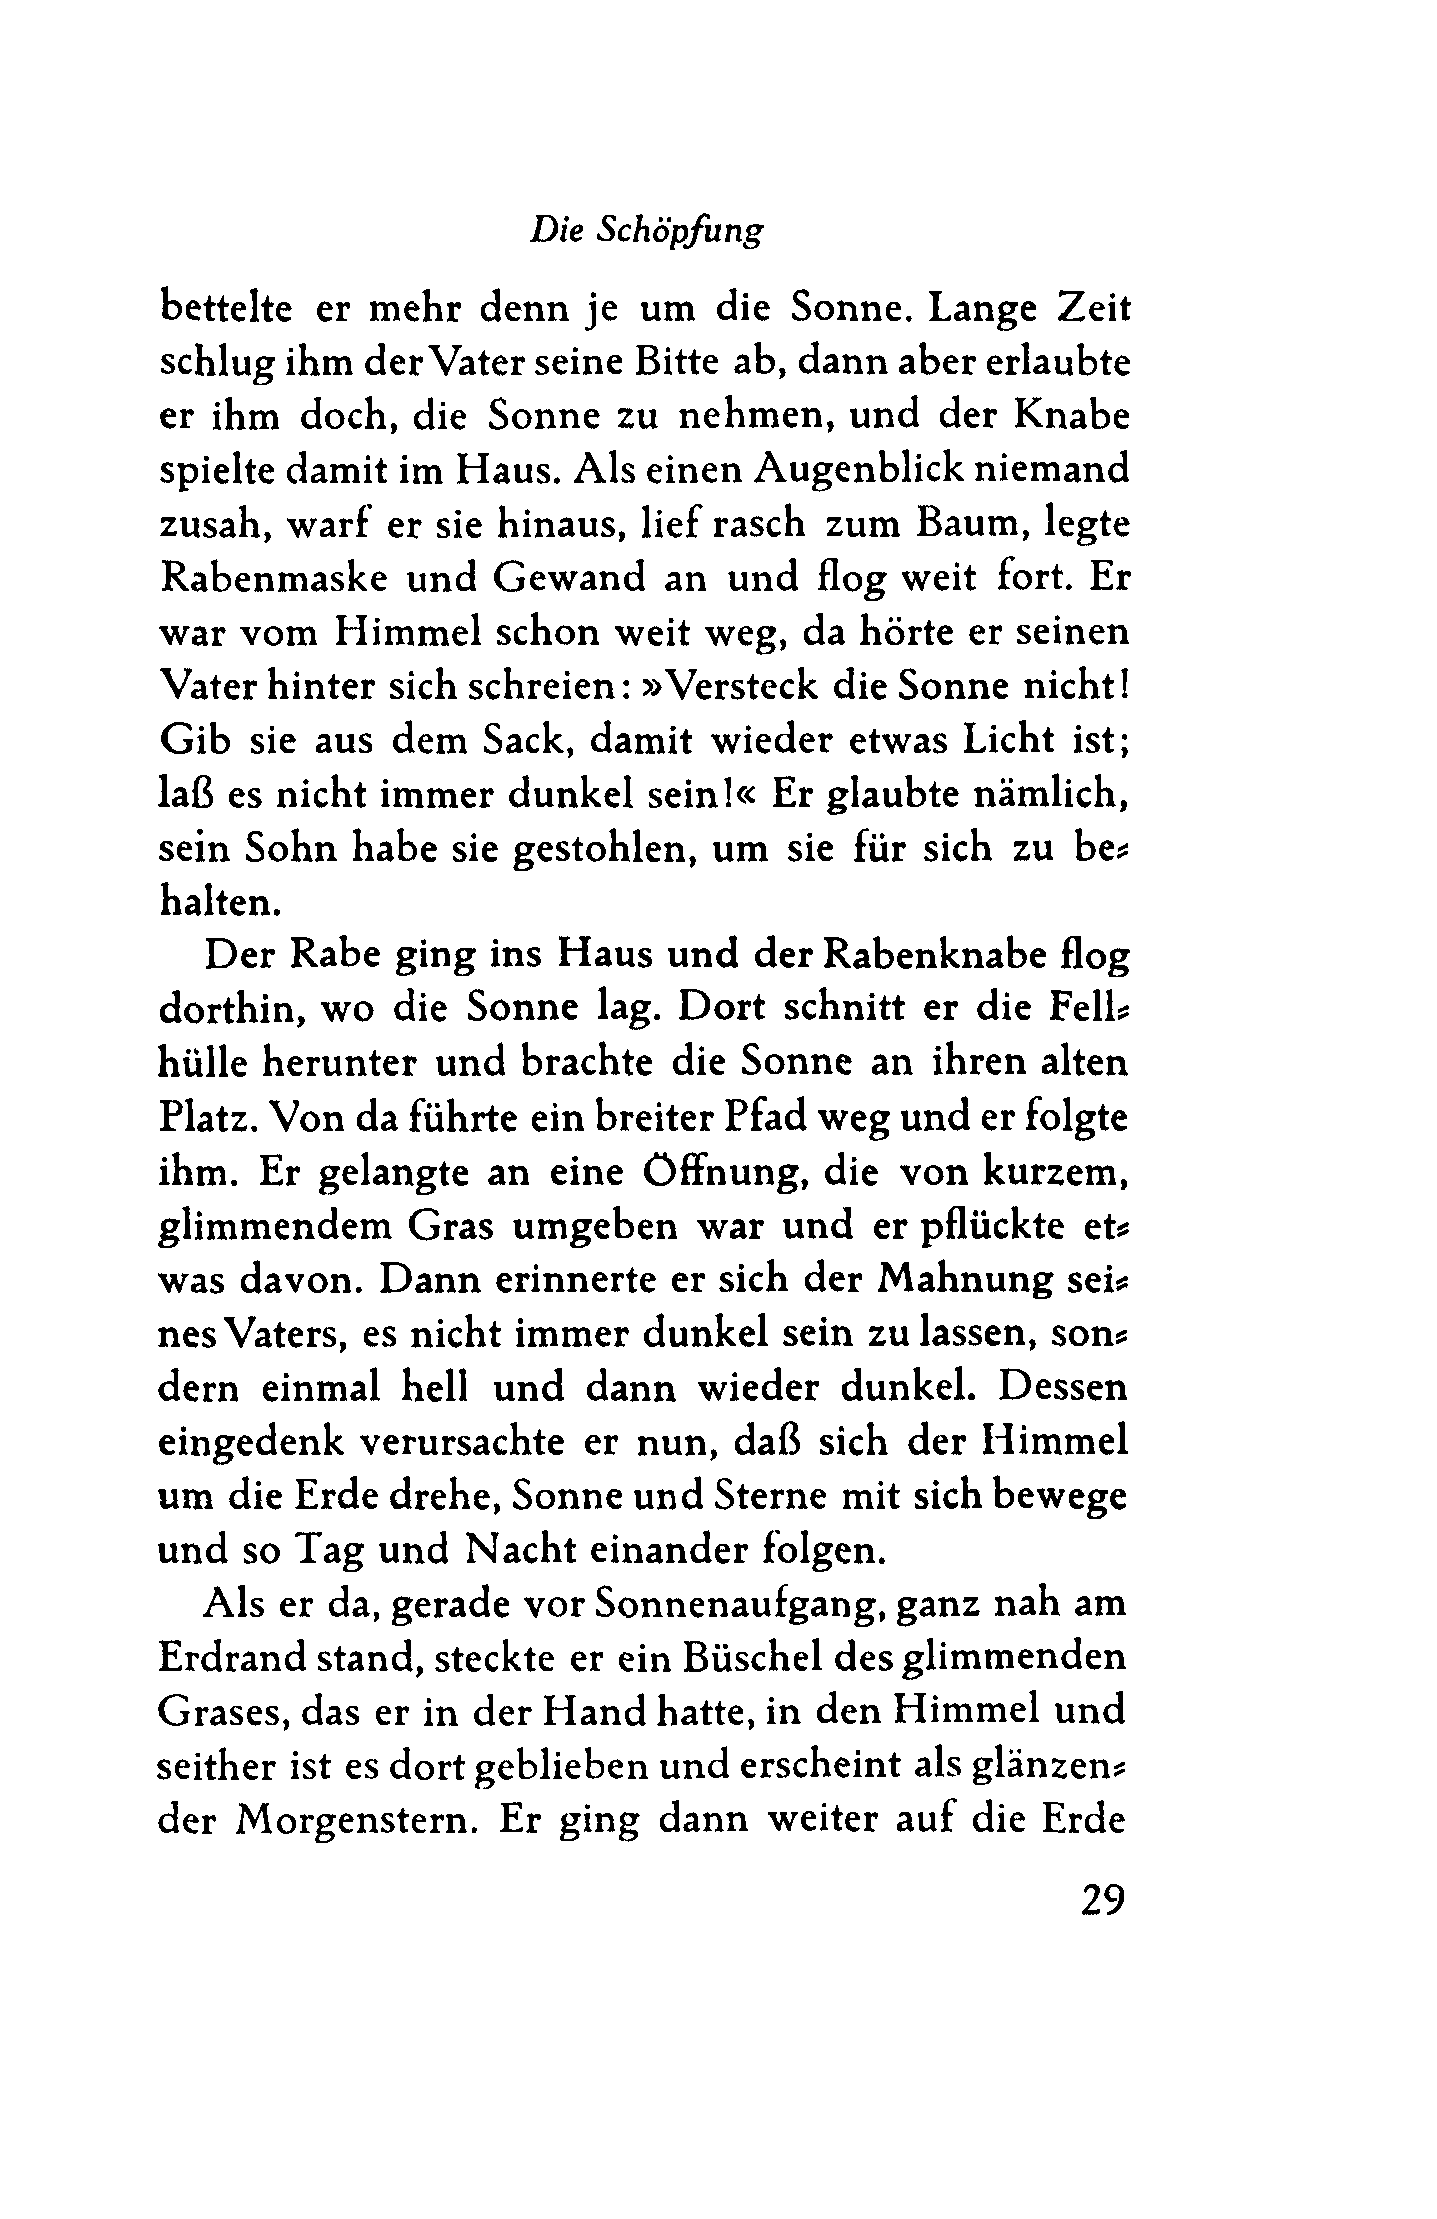 Die Schöpfung
bettelte er mehr denn je um die Sonne. Lange Zeit
schlug ihm der Vater seine Bitte ab, dann aber erlaubte
er ihm doch, die Sonne zu nehmen, und der Knabe
spielte damit im Haus. Als einen Augenblick niemand
zusah, warf er sie hinaus, lief rasch zum Baum, legte
Rabenmaske und Gewand an und flog weit fort. Er
war vom Himmel schon weit weg, da hörte er seinen
Vater hinter sich schreien: »Versteck die Sonne nicht!
Gib sie aus dem Sack, damit wieder etwas Licht ist;
laß es nicht immer dunkel sein!« Er glaubte nämlich,
sein Sohn habe sie gestohlen, um sie für sich zu be⸗
halten.
Der Rabe ging ins Haus und der Rabenknabe flog
dorthin, wo die Sonne lag. Dort schnitt er die Fell⸗
hülle herunter und brachte die Sonne an ihren alten
Platz. Von da führte ein breiter Pfad weg und er folgte
ihm. Er gelangte an eine Öffnung, die von kurzem,
glimmendem Gras umgeben war und er pflückte et⸗
was davon. Dann erinnerte er sich der Mahnung sei⸗
nes Vaters, es nicht immer dunkel sein zu lassen, son⸗
dern einmal hell und dann wieder dunkel. Dessen
eingedenk verursachte er nun, daß sich der Himmel
um die Erde drehe, Sonne und Sterne mit sich bewege
und so Tag und Nacht einander folgen.
Als er da, gerade vor Sonnenaufgang, ganz nah am
Erdrand stand, steckte er ein Büschel des glimmenden
Grases, das er in der Hand hatte, in den Himmel und
seither ist es dort geblieben und erscheint als glänzen⸗
der Morgenstern. Er ging dann weiter auf die Erde
29